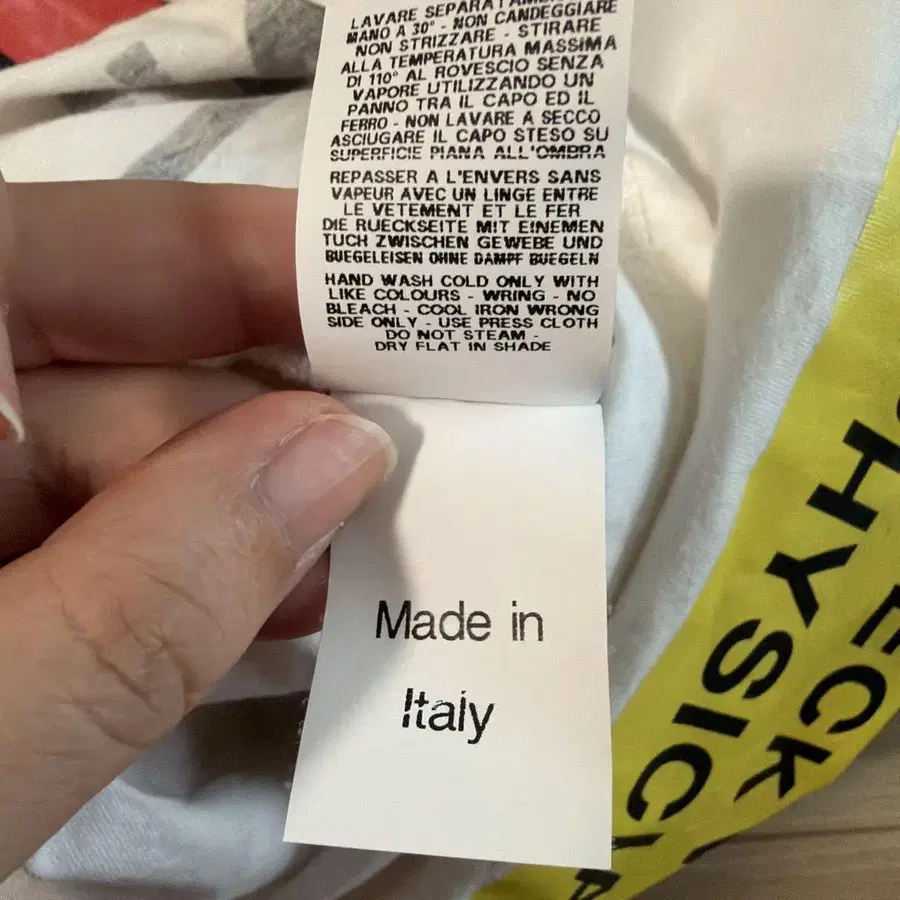 LAVARE SEPARATAMENTE
MANO A 30° - NON CANDEGGIARE
NON STRIZZARE - STIRARE
ALLA TEMPERATURA MASSIMA
DI 110° AL ROVESCIO SENZA
VAPORE UTILIZZANDO UN
PANNO TRA IL CAPO ED IL
FERRO - NON LAVARE A SECCO
ASCIUGARE IL CAPO STESO SU
SUPERFICIE PIANA ALL'OMBRA
REPASSER A L'ENVERS SANS
VAPEUR AVEC UN LINGE ENTRE
LE VETEMENT ET LE FER
DIE RUECKSEITE MIT EINEMEN
TUCH ZWISCHEN GEWEBE UND
BUEGELEISEN OHNE DAMPF BUEGELN
HAND WASH COLD ONLY WITH
LIKE COLOURS - WRING - NO
BLEACH - COOL IRON WRONG
SIDE ONLY - USE PRESS CLOTH
DO NOT STEAM -
DRY FLAT IN SHADE
Made in
Italy